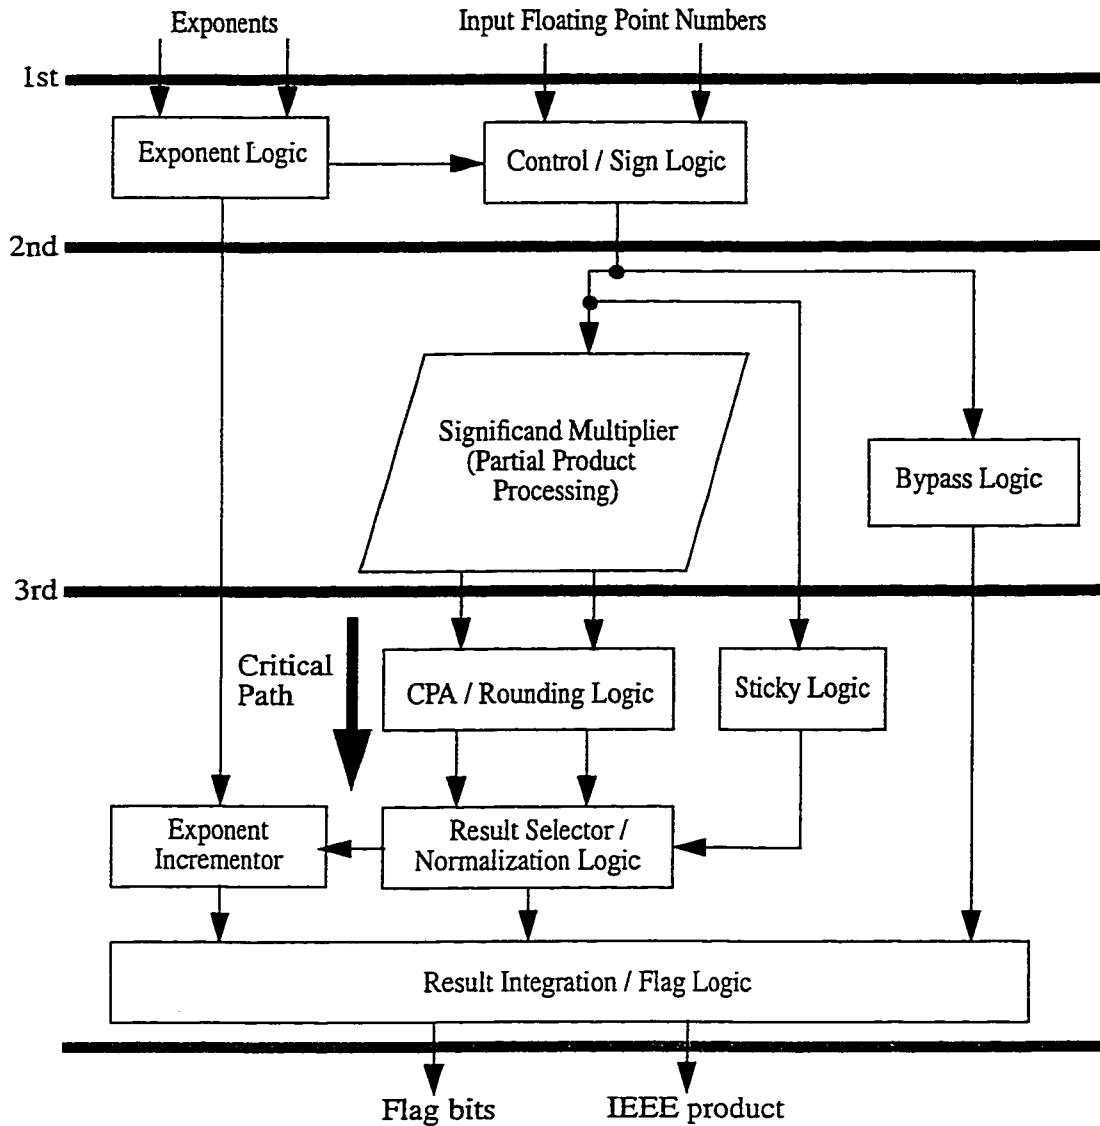 Exponents
Input Floating Point Numbers
1st
Exponent Logic
Control / Sign Logic
2nd
Significand Multiplier
(Partial Product
Processing)
Bypass Logic
3rd
Critical
Path
CPA / Rounding Logic
Sticky Logic
Exponent
Incrementor
Result Selector /
Normalization Logic
Result Integration / Flag Logic
Flag bits
IEEE product